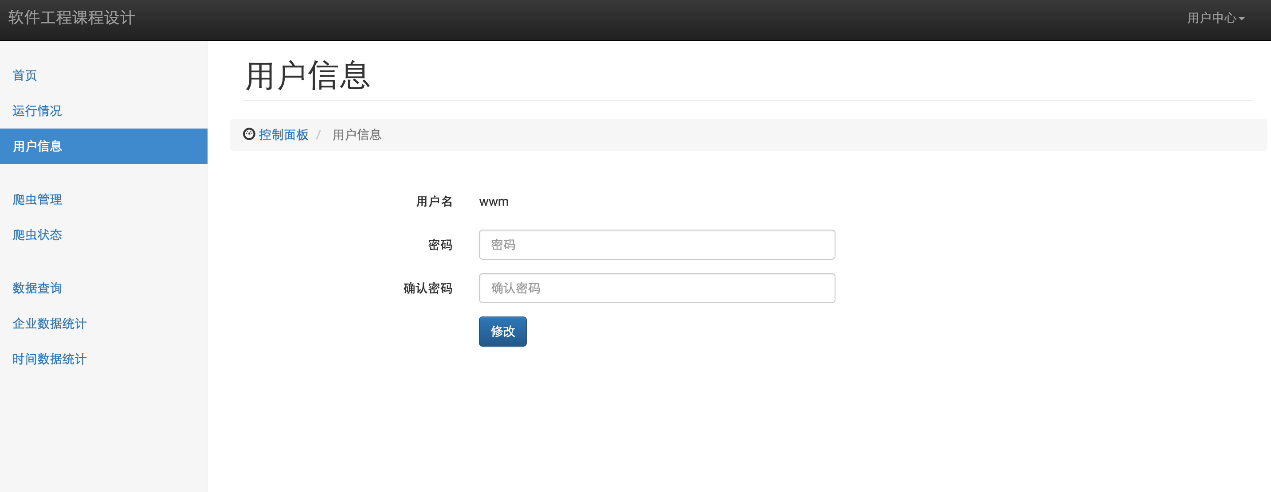 软件工程课程设计
用户中心
首页
运行情况
用户信息
爬虫管理
爬虫状态
数据查询
企业数据统计
时间数据统计
用户信息
控制面板 / 用户信息
用户名 wwm
密码 密码
确认密码 确认密码
修改